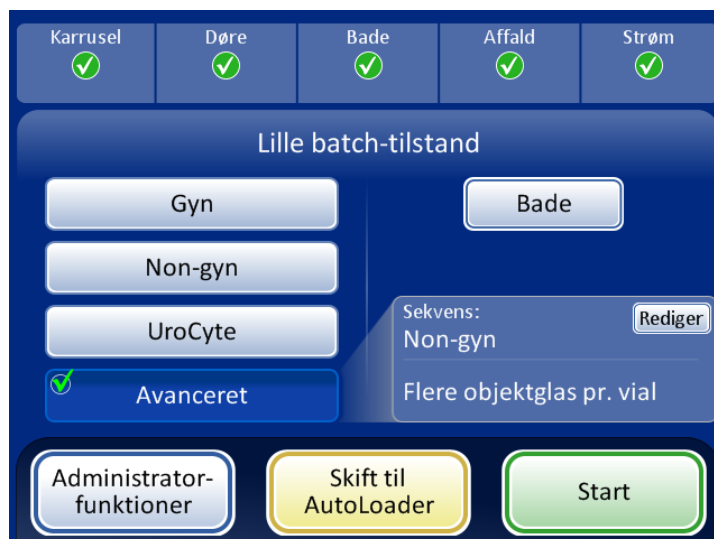 Karrusel
Døre
Bade
Affald
Strøm
Lille batch-tilstand
Gyn
Non-gyn
UroCyte
Avanceret
Bade
Sekvens:
Rediger
Non-gyn
Flere objektglas pr. vial
Administrator-
funktioner
Skift til
AutoLoader
Start